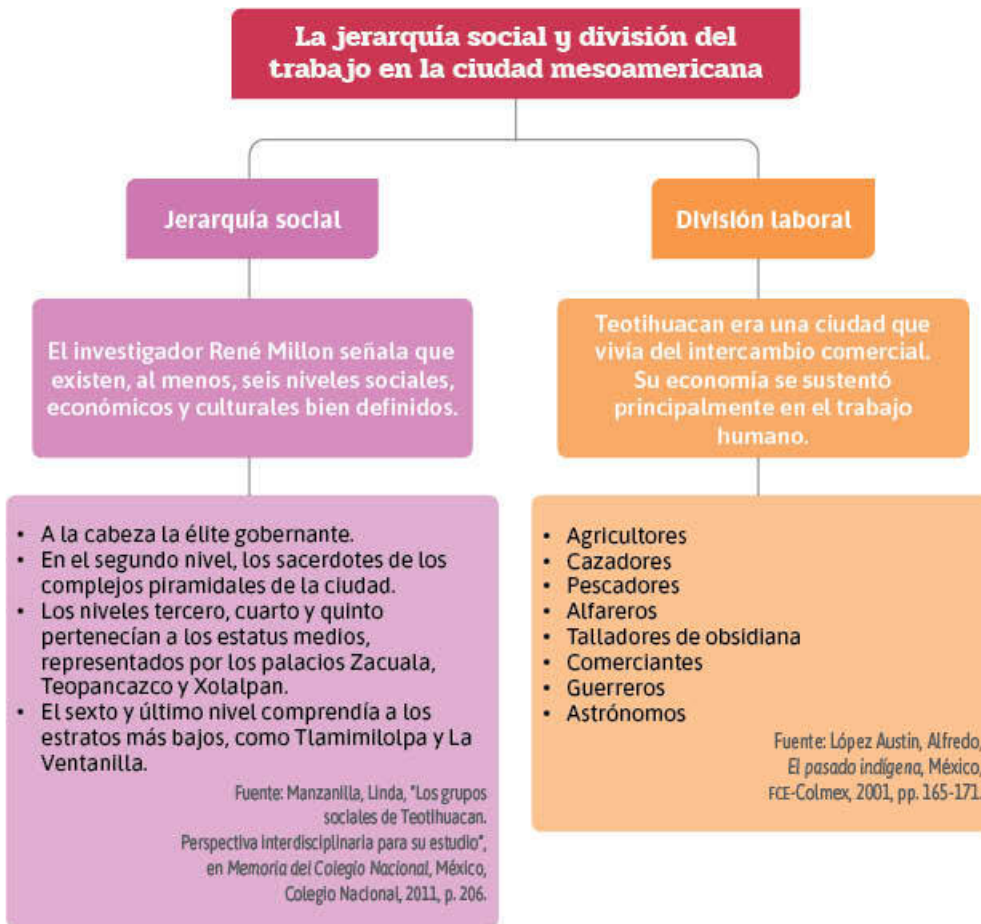 La jerarquía social y división del
trabajo en la ciudad mesoamericana
Jerarquía social
El investigador René Millon señala que
existen, al menos, seis niveles sociales,
económicos y culturales bien definidos.
• A la cabeza la élite gobernante.
• En el segundo nivel, los sacerdotes de los
complejos piramidales de la ciudad.
• Los niveles tercero, cuarto y quinto
pertenecían a los estatus medios,
representados por los palacios Zacuala,
Teopancazco y Xolalpan.
• El sexto y último nivel comprendía a los
estratos más bajos, como Tlamimilolpa y La
Ventanilla.
Fuente: Manzanilla, Linda, "Los grupos
sociales de Teotihuacan.
Perspectiva interdisciplinaria para su estudio",
en Memoria del Colegio Nacional, México,
Colegio Nacional, 2011, p. 206.
División laboral
Teotihuacan era una ciudad que
vivía del intercambio comercial.
Su economía se sustentó
principalmente en el trabajo
humano.
• Agricultores
• Cazadores
• Pescadores
• Alfareros
• Talladores de obsidiana
• Comerciantes
• Guerreros
• Astrónomos
Fuente: López Austin, Alfredo,
El pasado indígena, México,
FCE-Colmex, 2001, pp. 165-171.